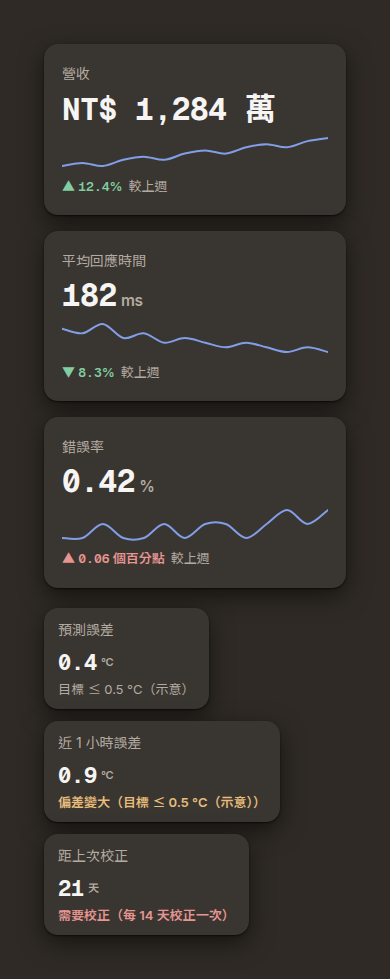 營收
NT$ 1,284 萬
▲ 12.4% 較上週
平均回應時間
182 ms
▼ 8.3% 較上週
錯誤率
0.42 %
▲ 0.06 個百分點 較上週
預測誤差
0.4 °C
目標 ≤ 0.5 °C（示意）
近 1 小時誤差
0.9 °C
偏差變大（目標 ≤ 0.5 °C（示意））
距上次校正
21 天
需要校正（每 14 天校正一次）